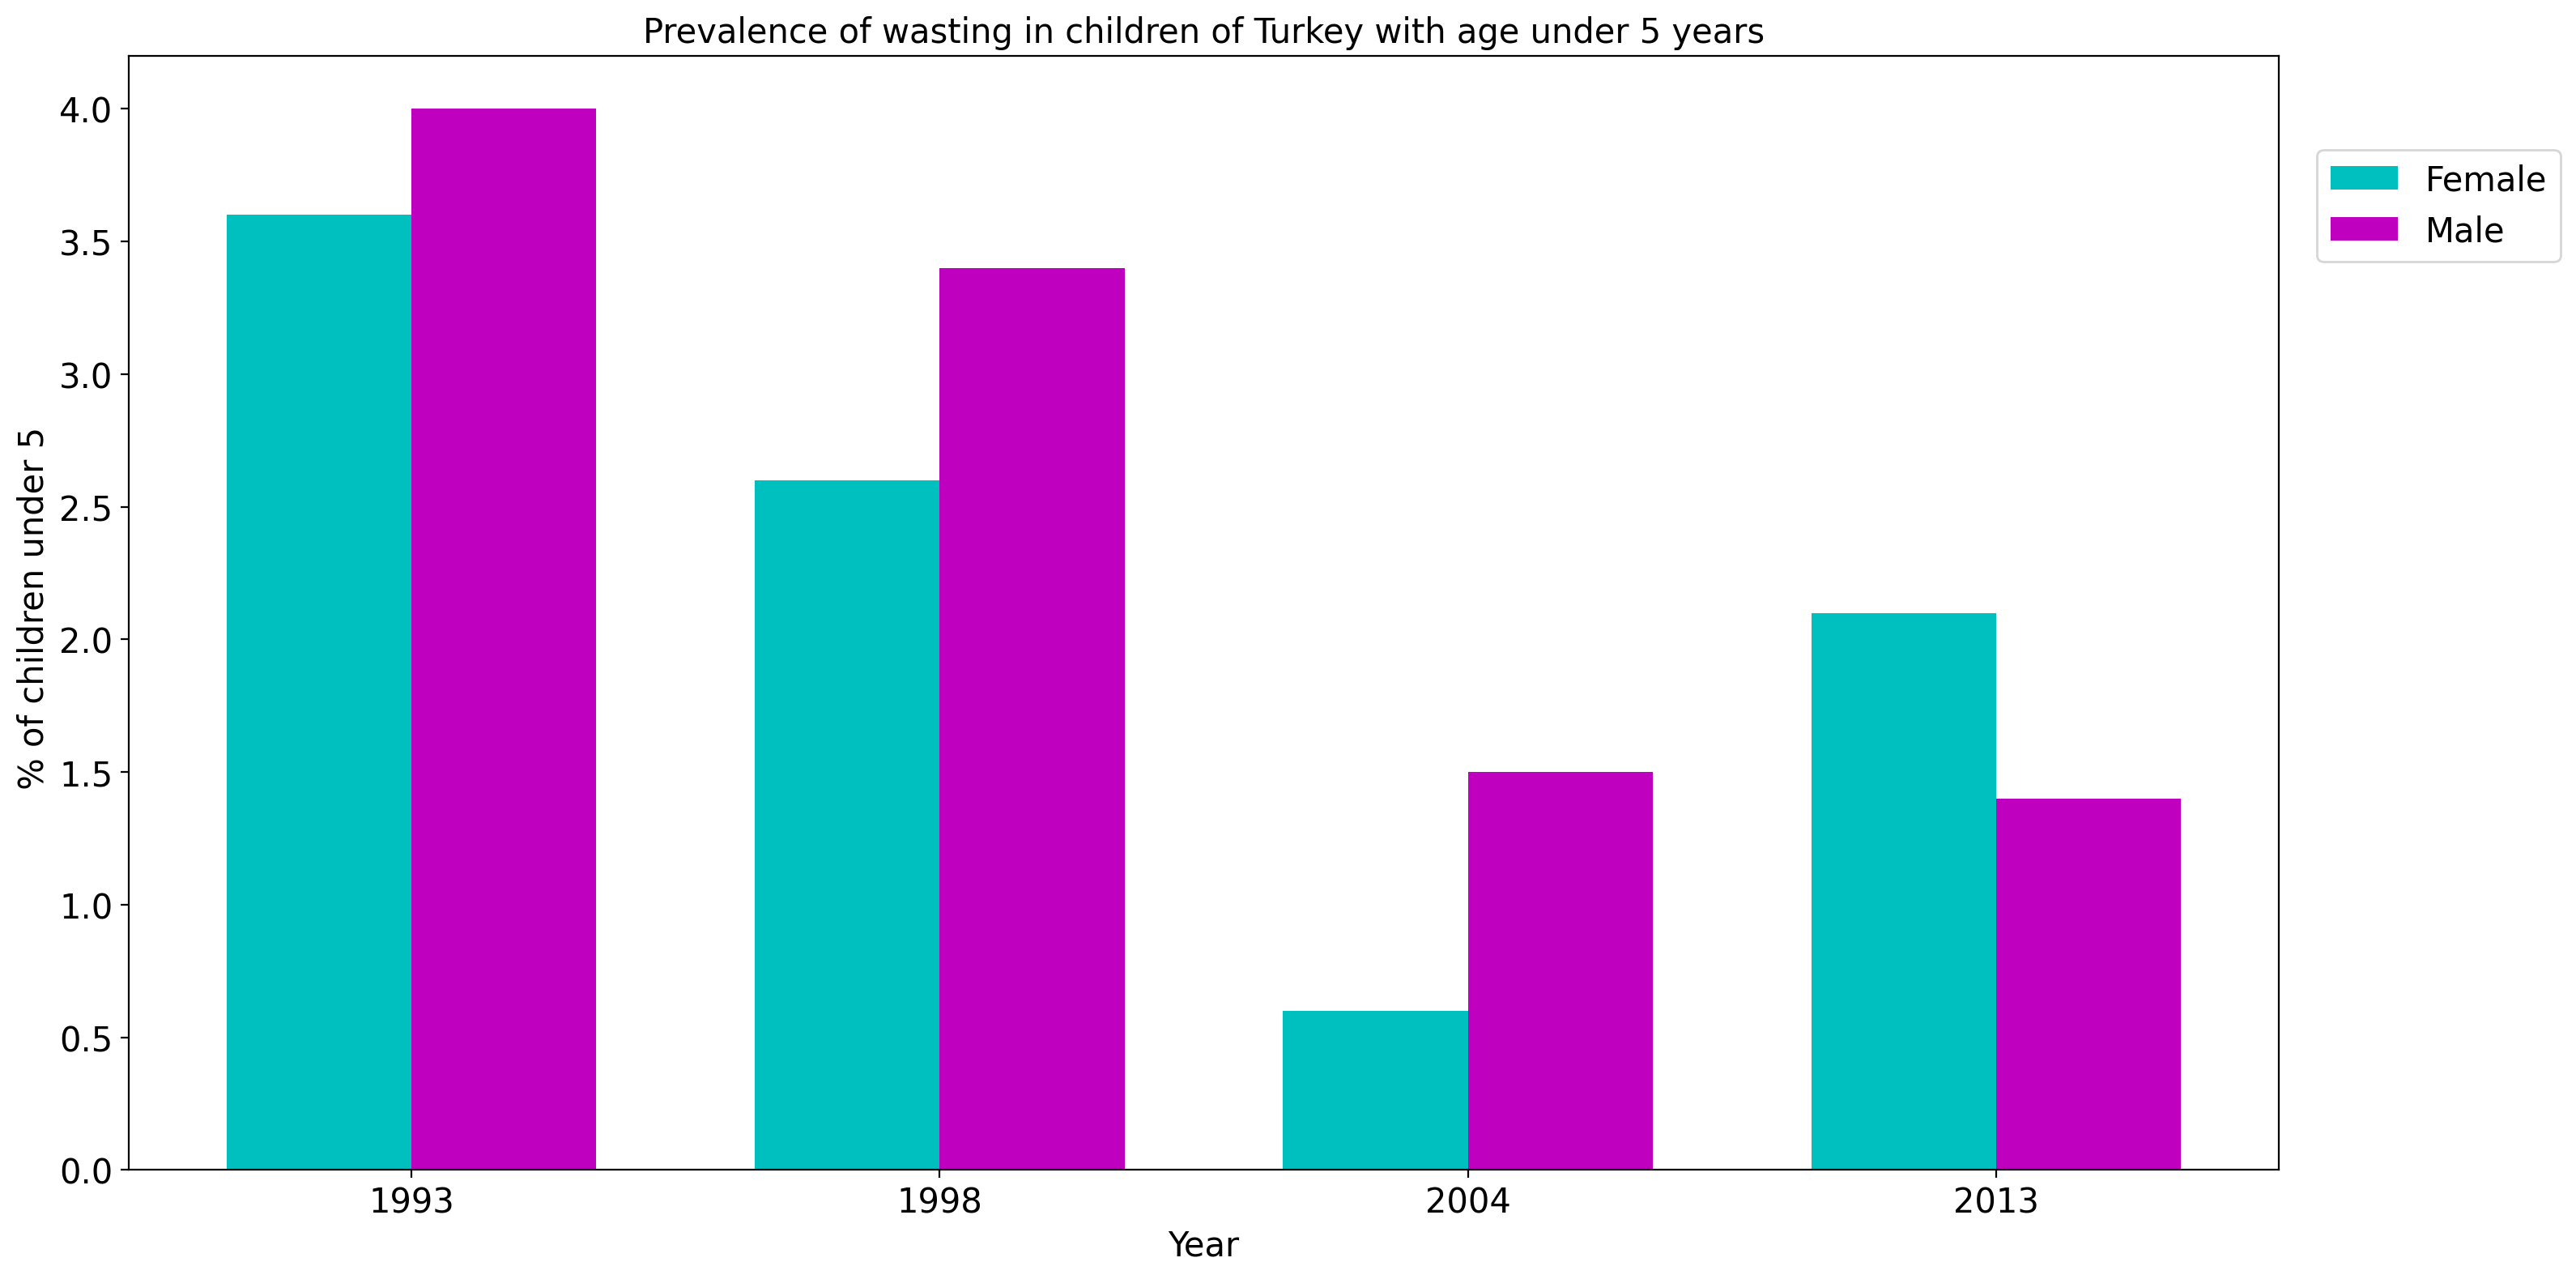 Prevalence of wasting in children of Turkey with age under 5 years
4.0
3.5
3.0
2.5
2.0
1.5
1.0
0.5
0.0
% of children under 5
1993
1998
2004
2013
Year
Female
Male